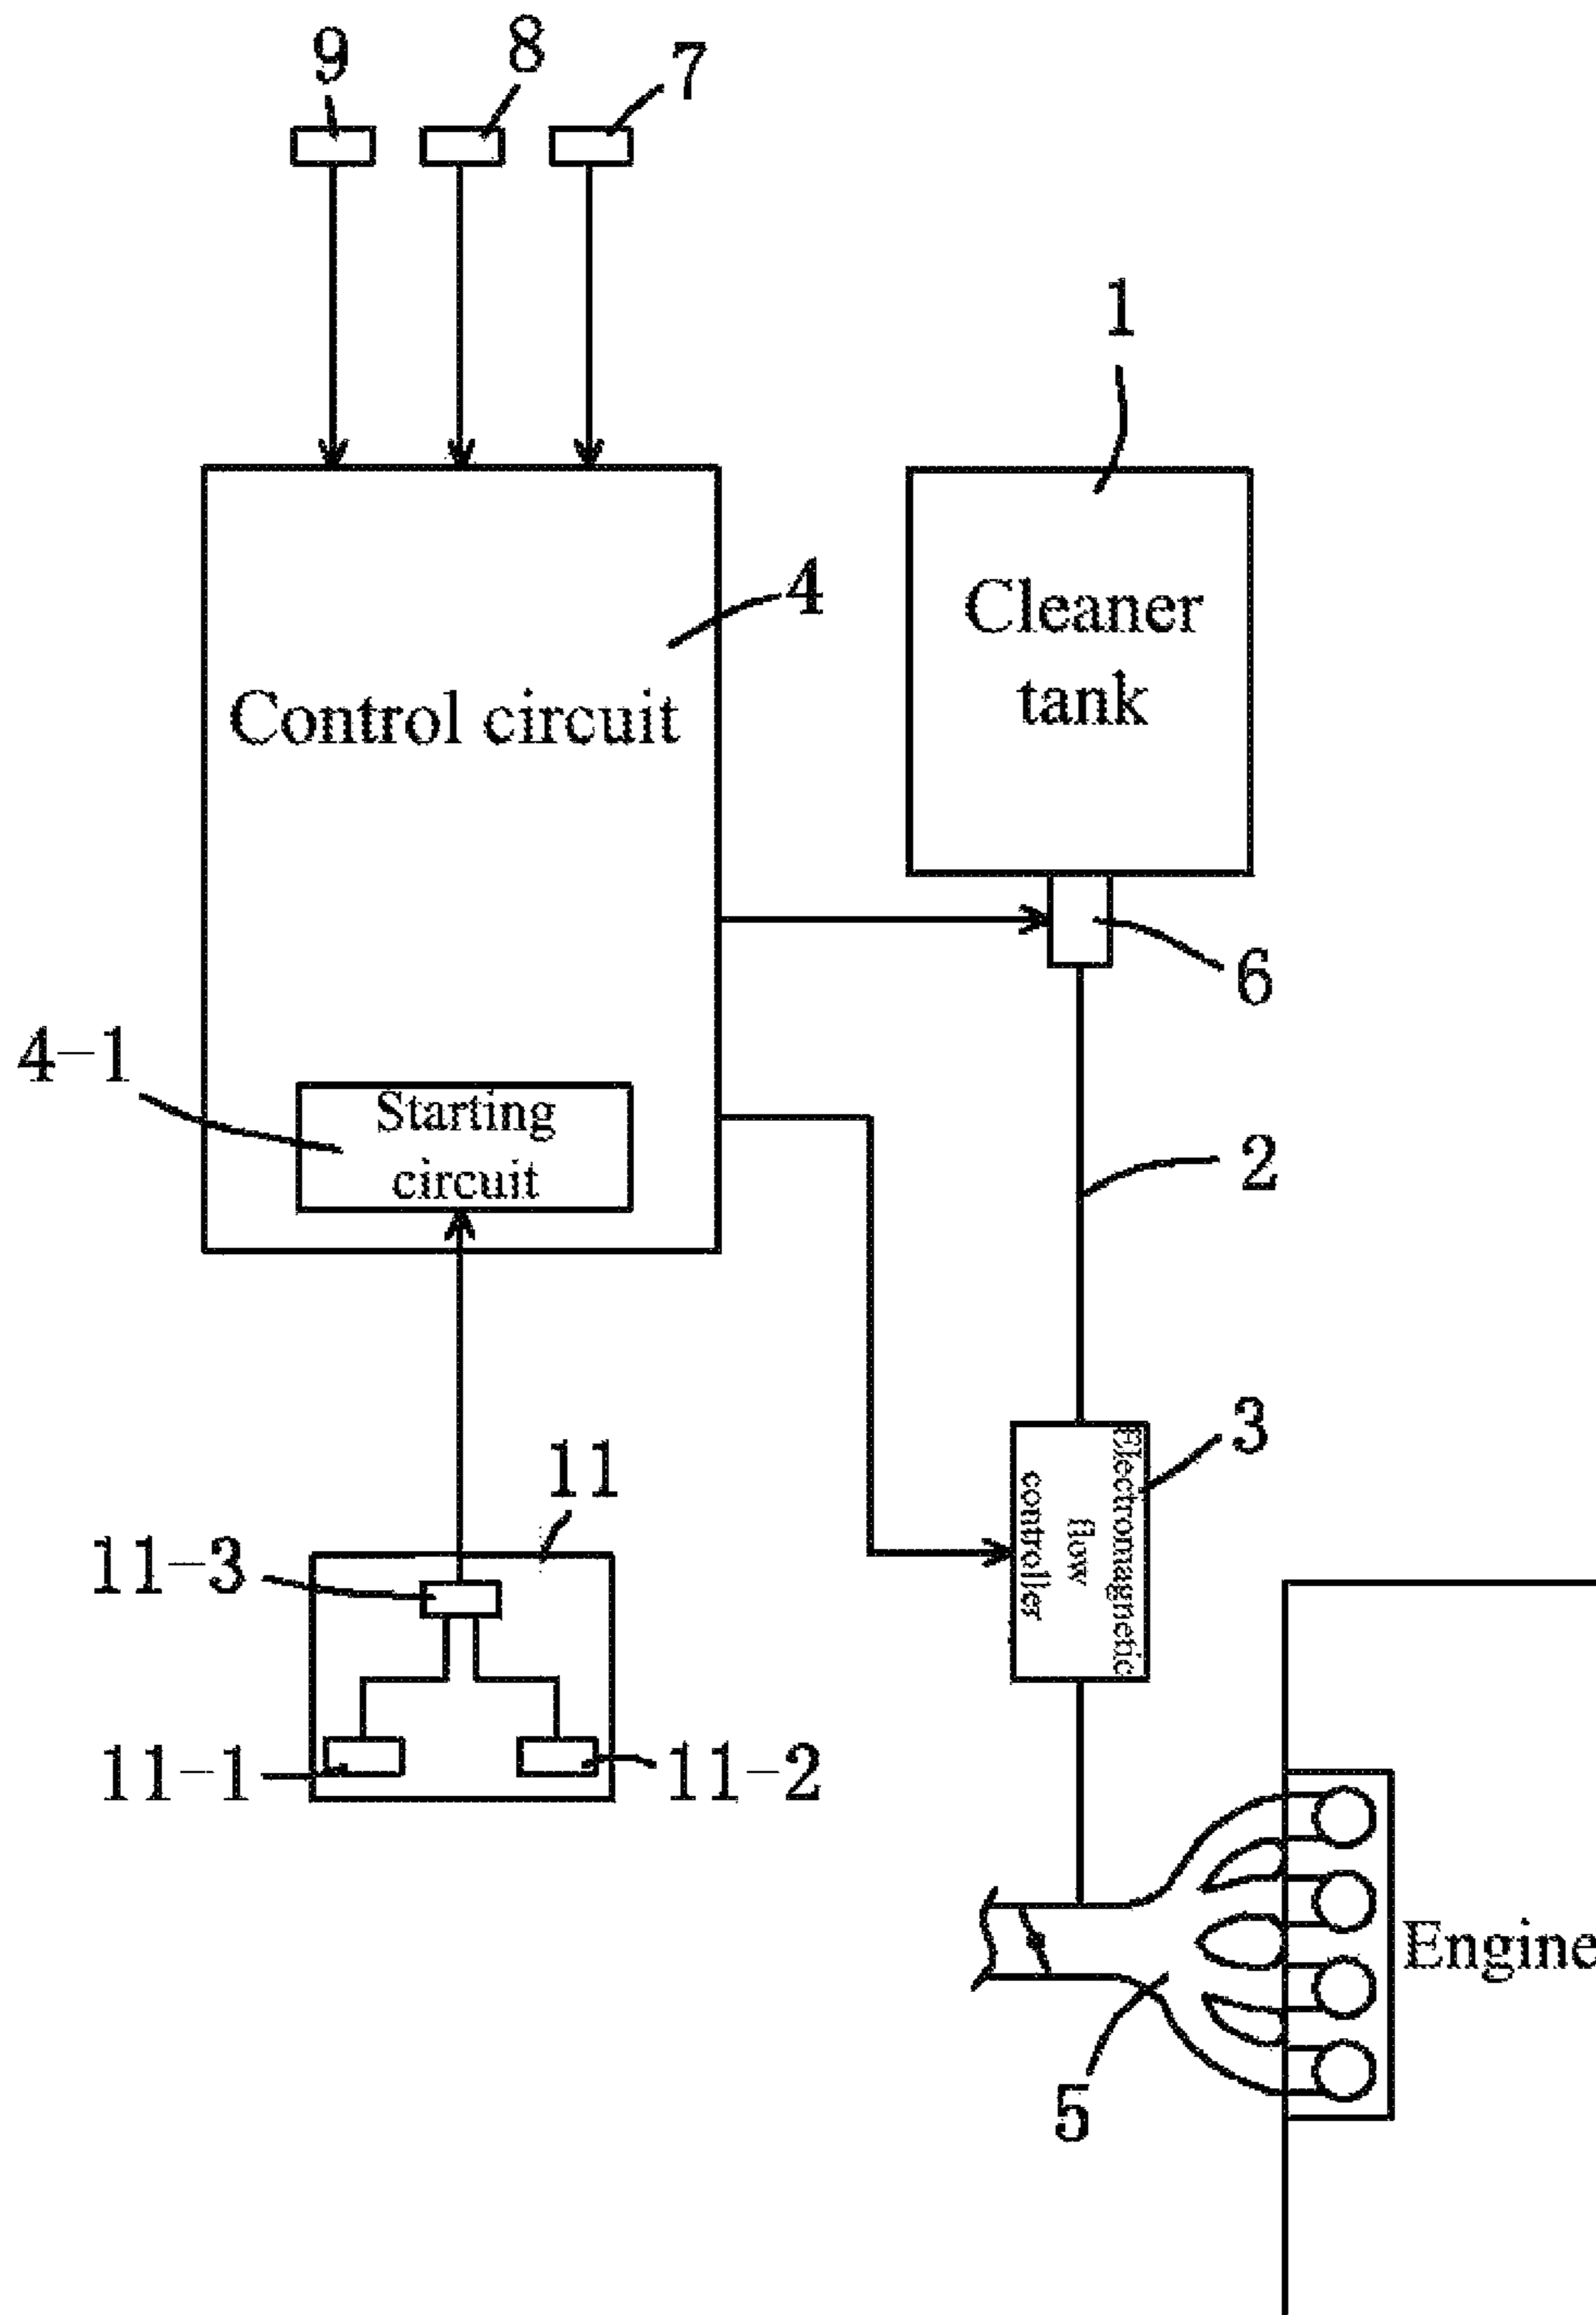 9 8 7
1
4
Cleaner
tank
Control circuit
6
4-1
Starting
circuit
2
3
Electromagnetic
flow
controller
11
11-3
11-1
11-2
Engine
5